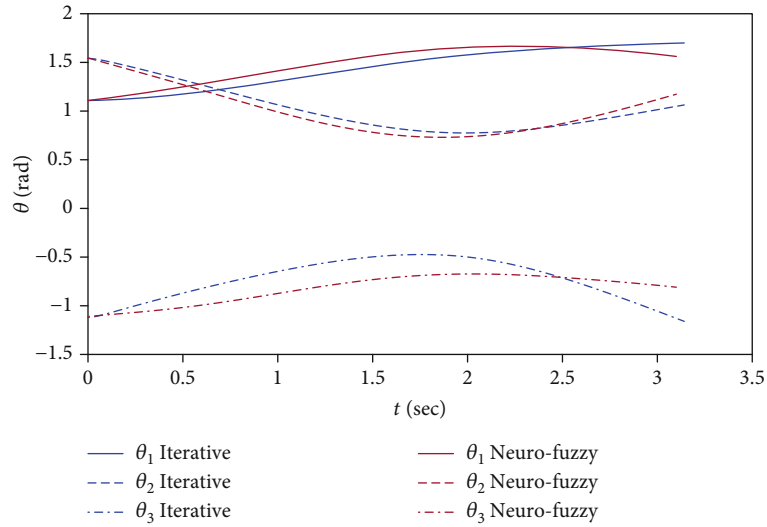 2
1.5
1
0.5
0
−0.5
−1
−1.5
θ (rad)
0 0.5 1 1.5 2 2.5 3 3.5
t (sec)
θ1 Iterative
θ2 Iterative
θ3 Iterative
θ1 Neuro-fuzzy
θ2 Neuro-fuzzy
θ3 Neuro-fuzzy